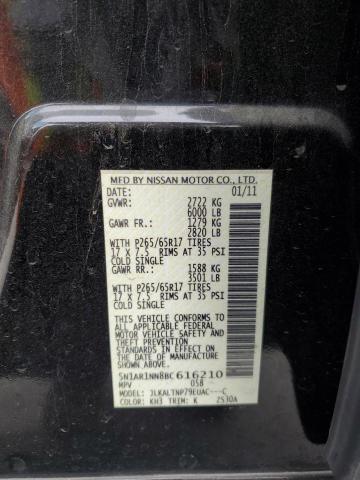 MFD BY NISSAN MOTOR CO., LTD.
DATE: 01/11
GVWR: 2722 KG
6000 LB
GAWR FR.: 1279 KG
2820 LB
WITH P265/65R17 TIRES
17 X 7.5 RIMS AT 35 PSI
COLD SINGLE
GAWR RR.: 1588 KG
3501 LB
WITH P265/65R17 TIRES
17 X 7.5 RIMS AT 35 PSI
COLD SINGLE
THIS VEHICLE CONFORMS TO
ALL APPLICABLE FEDERAL
MOTOR VEHICLE SAFETY AND
THEFT PREVENTION
STANDARDS IN EFFECT ON
THE DATE OF MANUFACTURE
SHOWN ABOVE.
5N1AR1NN8BC616210
MPV 058
MODEL: JLKALTNP79EUAC---C
COLOR: KH3 TRIM: K ZS30A